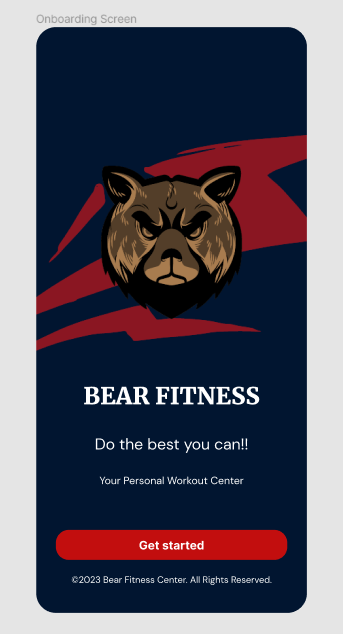 Onboarding Screen
BEAR FITNESS
Do the best you can!!
Your Personal Workout Center
Get started
©2023 Bear Fitness Center. All Rights Reserved.